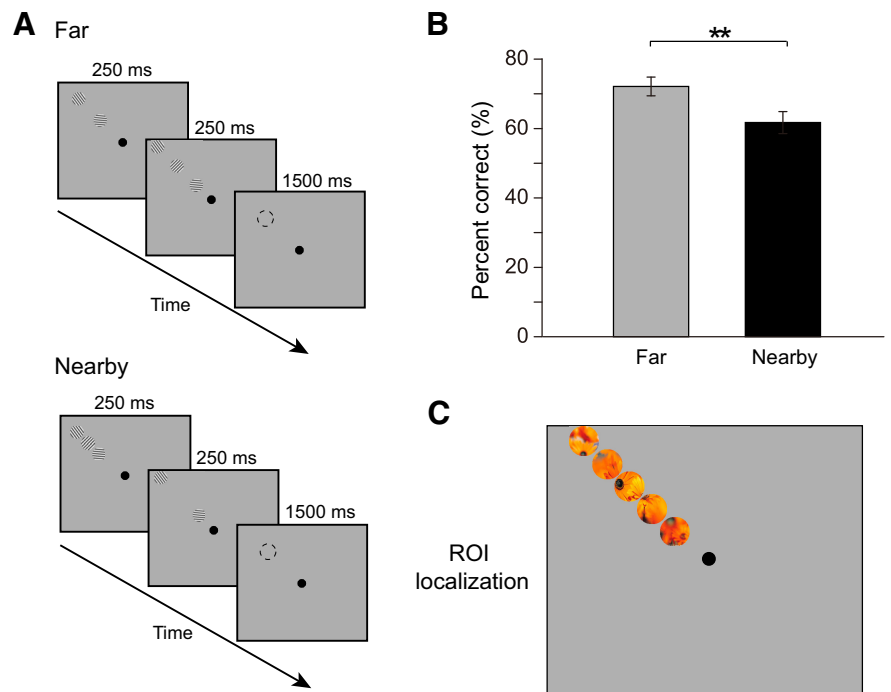 A
Far
250 ms
250 ms
1500 ms
Time
Nearby
250 ms
250 ms
1500 ms
Time
B
**
Percent correct (%)
80
60
40
20
0
Far
Nearby
C
ROI
localization